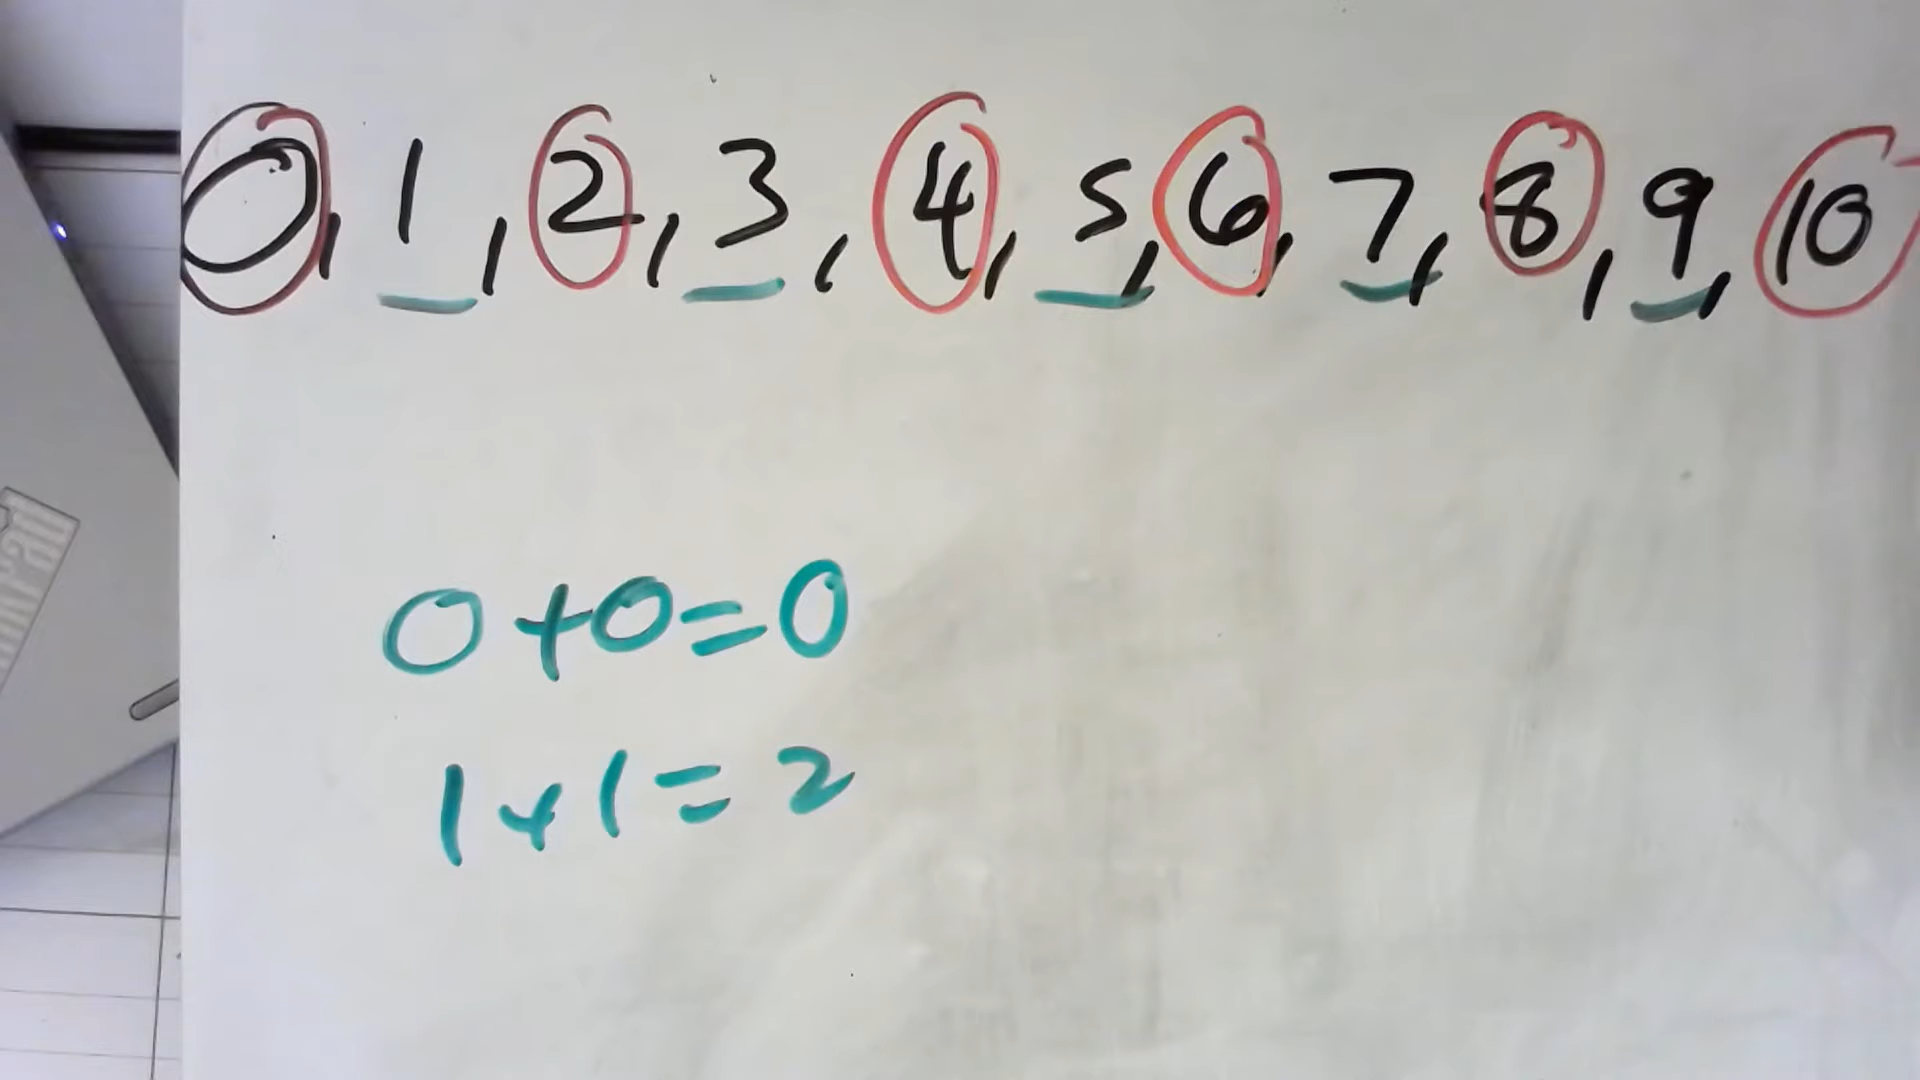 0, 1, 2, 3, 4, 5, 6, 7, 8, 9, 10
0+0=0
1+1=2